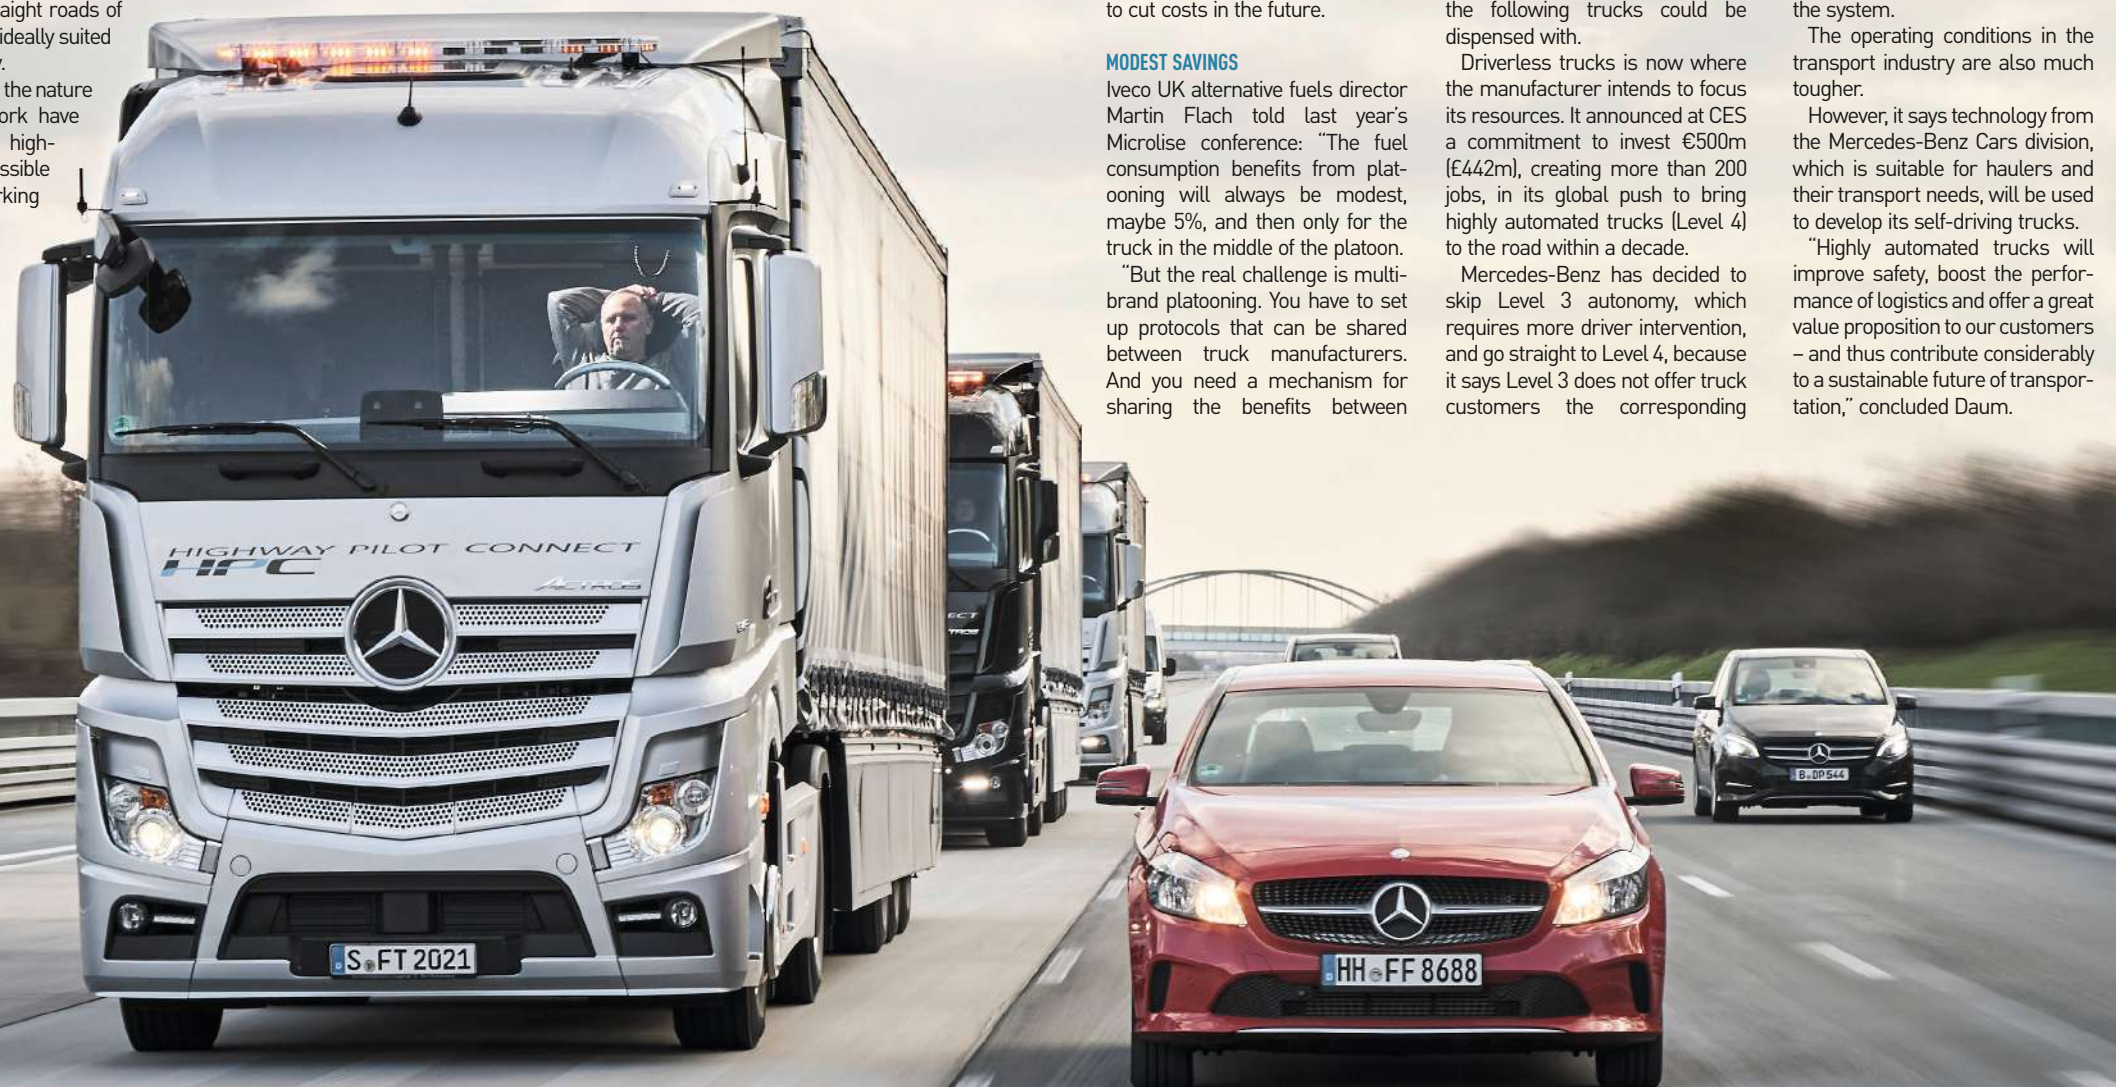 aight roads of
ideally suited
the nature
ork have
high-
ssible
rking
to cut costs in the future.
MODEST SAVINGS
Iveco UK alternative fuels director
Martin Flach told last year's
Microlise conference: “The fuel
consumption benefits from plat-
ooning will always be modest,
maybe 5%, and then only for the
truck in the middle of the platoon.
“But the real challenge is multi-
brand platooning. You have to set
up protocols that can be shared
between truck manufacturers.
And you need a mechanism for
sharing the benefits between
the following trucks could be
dispensed with.
Driverless trucks is now where
the manufacturer intends to focus
its resources. It announced at CES
a commitment to invest €500m
(£442m), creating more than 200
jobs, in its global push to bring
highly automated trucks (Level 4)
to the road within a decade.
Mercedes-Benz has decided to
skip Level 3 autonomy, which
requires more driver intervention,
and go straight to Level 4, because
it says Level 3 does not offer truck
customers the corresponding
the system.
The operating conditions in the
transport industry are also much
tougher.
However, it says technology from
the Mercedes-Benz Cars division,
which is suitable for haulers and
their transport needs, will be used
to develop its self-driving trucks.
“Highly automated trucks will
improve safety, boost the perfor-
mance of logistics and offer a great
value proposition to our customers
– and thus contribute considerably
to a sustainable future of transpor-
tation,” concluded Daum.
HIGHWAY PILOT CONNECT
HPC
ACTROS
ECT
TROS
S FT 2021
HH FF 8688
B DP 544